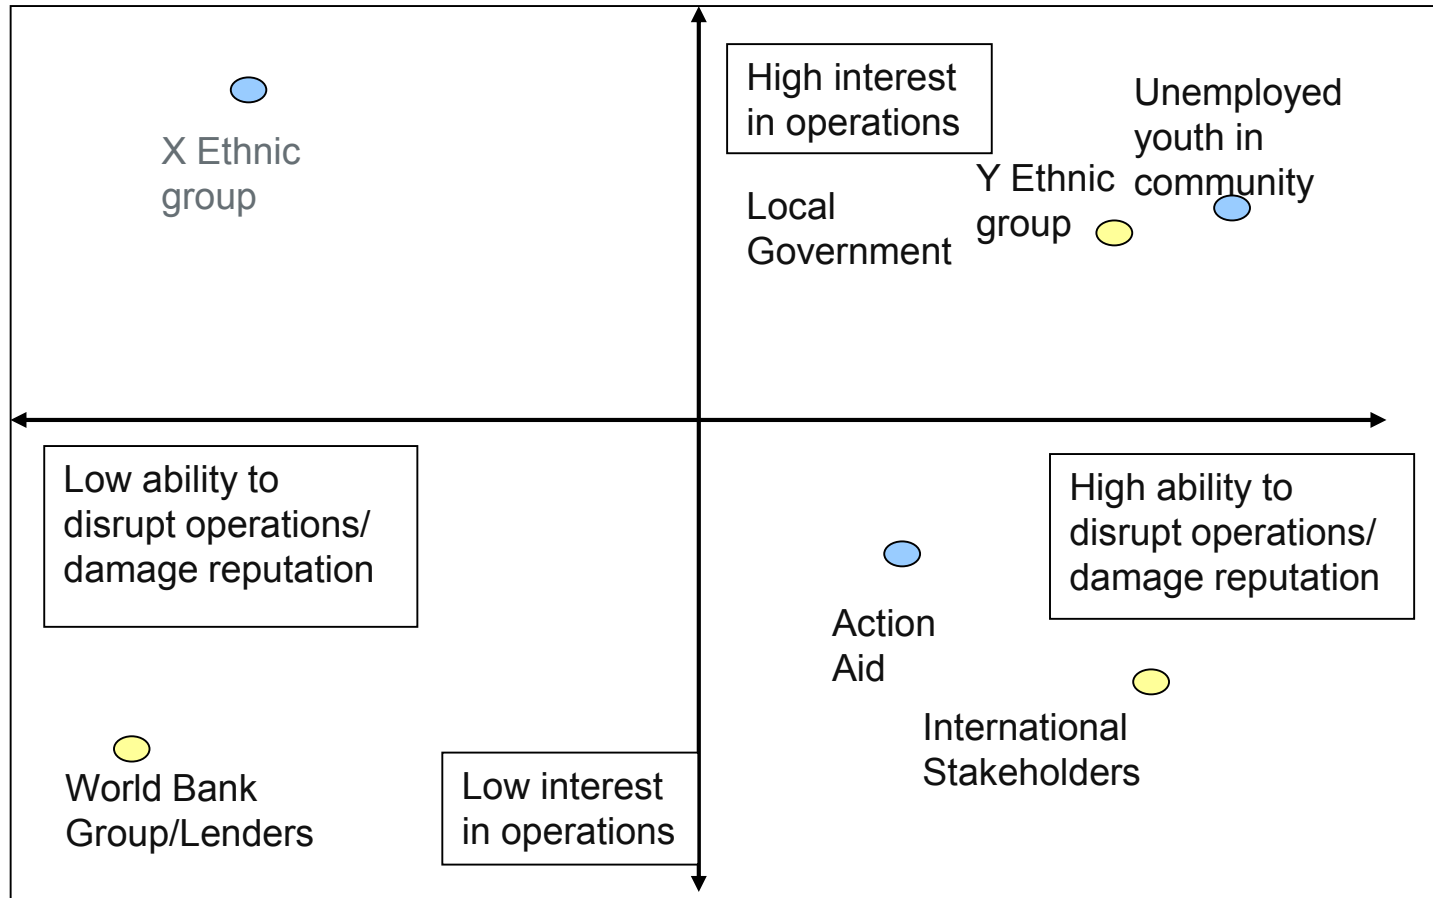 High interest
in operations
Unemployed
youth in
community
X Ethnic
group
Y Ethnic
group
Local
Government
Low ability to
disrupt operations/
damage reputation
High ability to
disrupt operations/
damage reputation
Action
Aid
International
Stakeholders
World Bank
Group/Lenders
Low interest
in operations